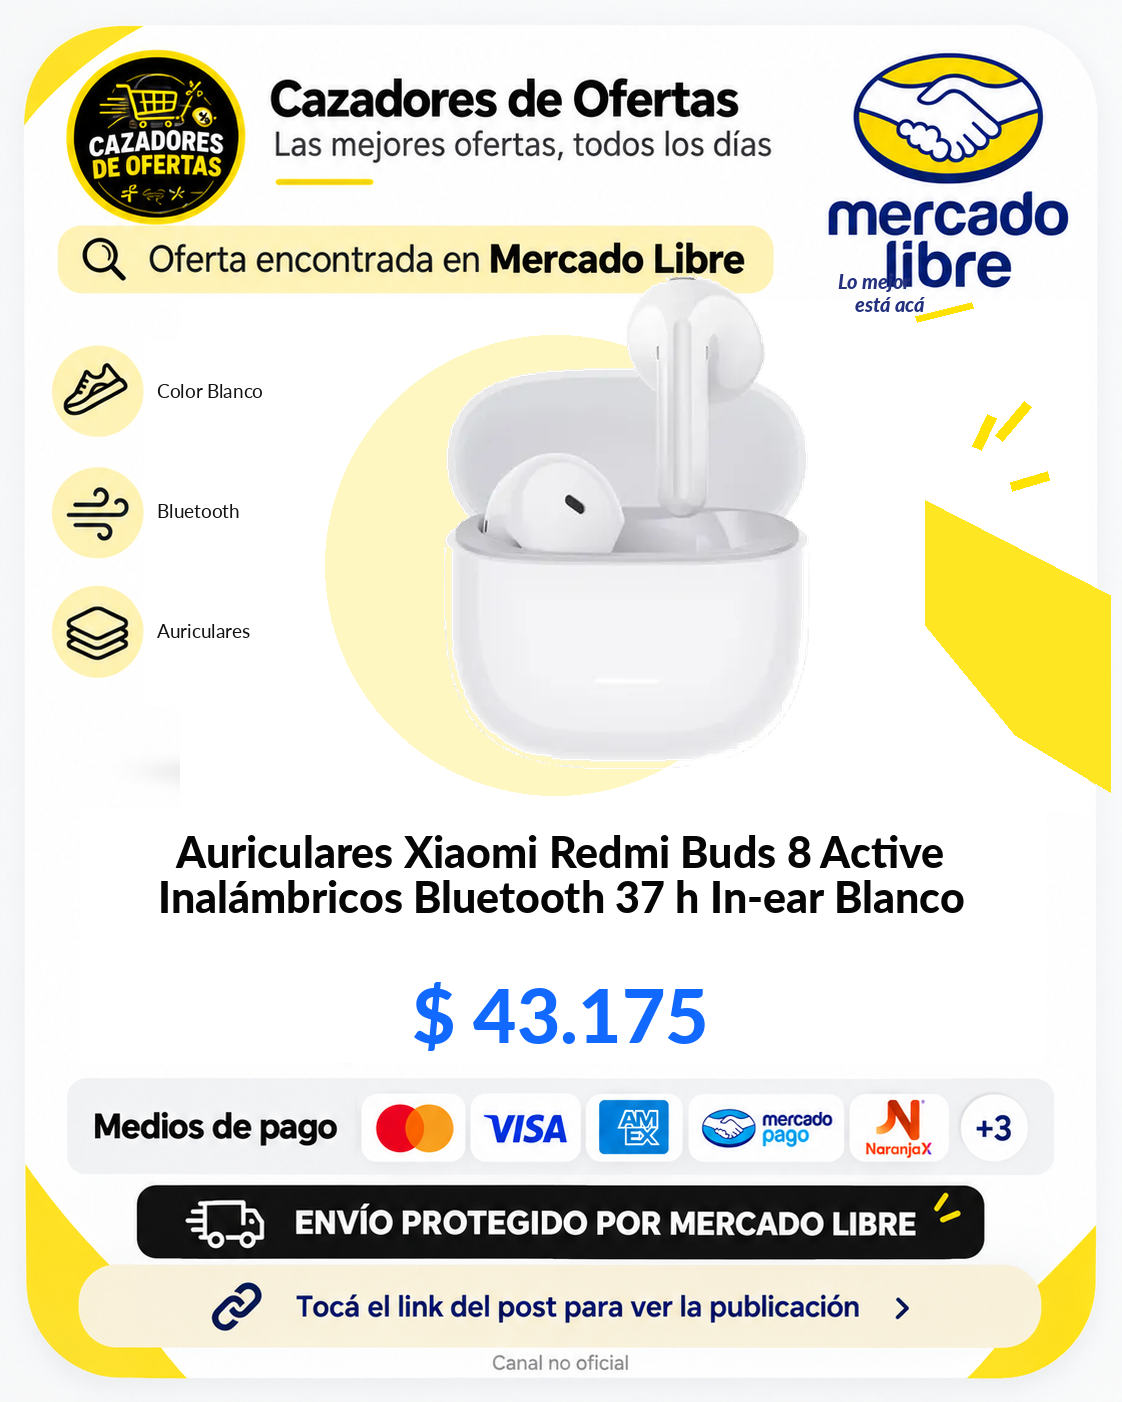 CAZADORES
DE OFERTAS
Cazadores de Ofertas
Las mejores ofertas, todos los días
mercado
libre
Lo mejor
está acá
Oferta encontrada en Mercado Libre
Color Blanco
Bluetooth
Auriculares
Auriculares Xiaomi Redmi Buds 8 Active
Inalámbricos Bluetooth 37 h In-ear Blanco
$ 43.175
Medios de pago
VISA
AM
EX
mercado
pago
N
NaranjaX
+3
ENVÍO PROTEGIDO POR MERCADO LIBRE
Tocá el link del post para ver la publicación
Canal no oficial